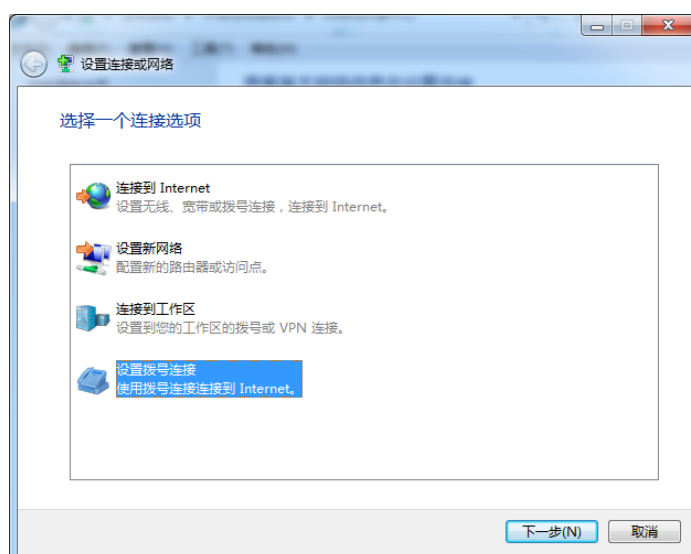 设置连接或网络
选择一个连接选项
连接到 Internet
设置无线、宽带或拨号连接，连接到 Internet。
设置新网络
配置新的路由器或访问点。
连接到工作区
设置到您的工作区的拨号或 VPN 连接。
设置拨号连接
使用拨号连接连接到 Internet。
下一步(N)
取消